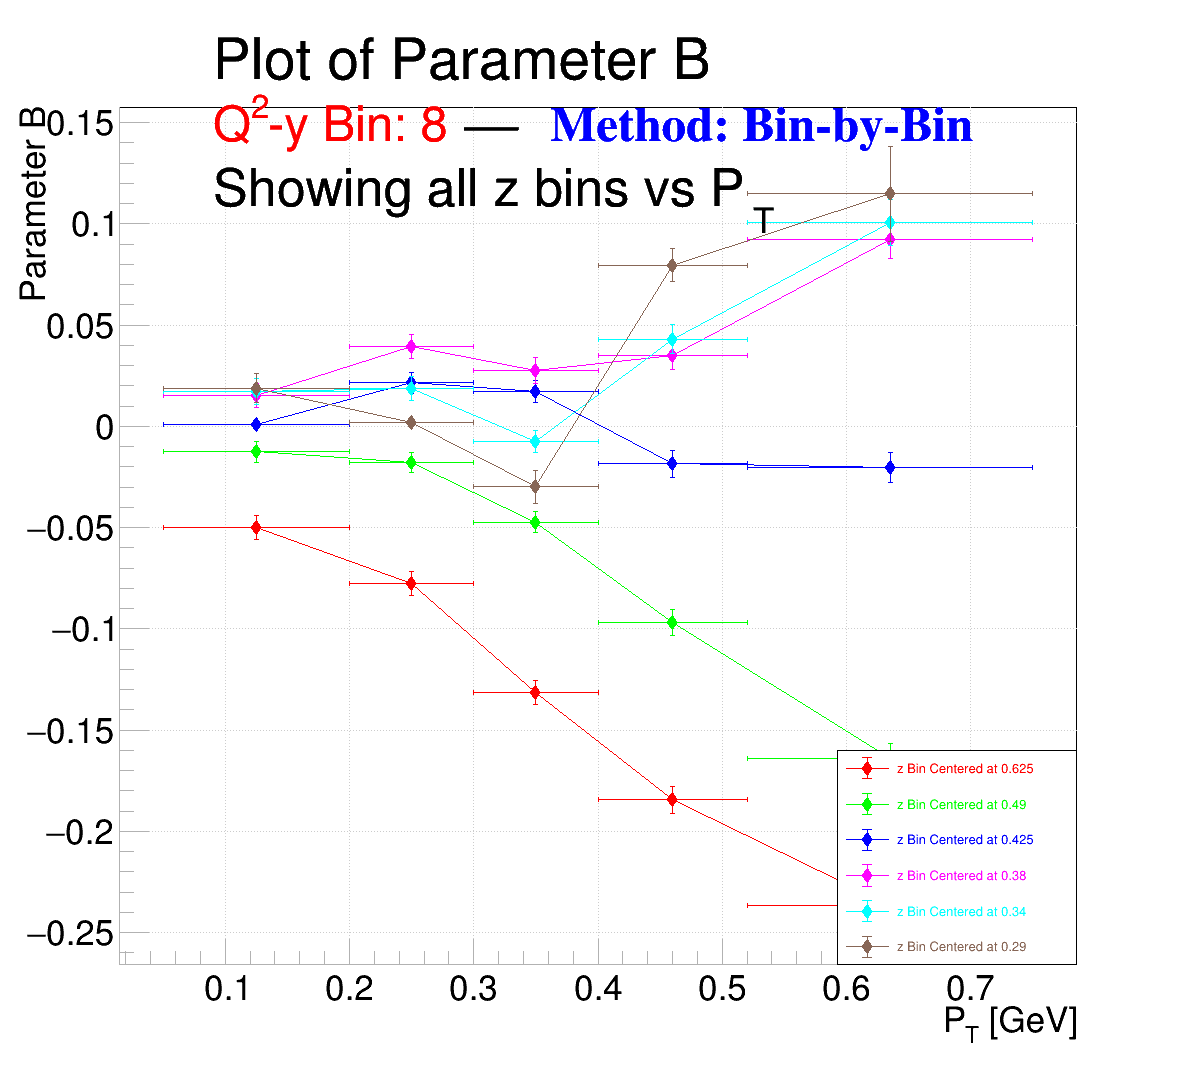 Plot of Parameter B
Q²-y Bin: 8 — Method: Bin-by-Bin
Showing all z bins vs P_T
Parameter B
0.15
0.1
0.05
0
−0.05
−0.1
−0.15
−0.2
−0.25
z Bin Centered at 0.625
z Bin Centered at 0.49
z Bin Centered at 0.425
z Bin Centered at 0.38
z Bin Centered at 0.34
z Bin Centered at 0.29
0.1 0.2 0.3 0.4 0.5 0.6 0.7
P_T [GeV]